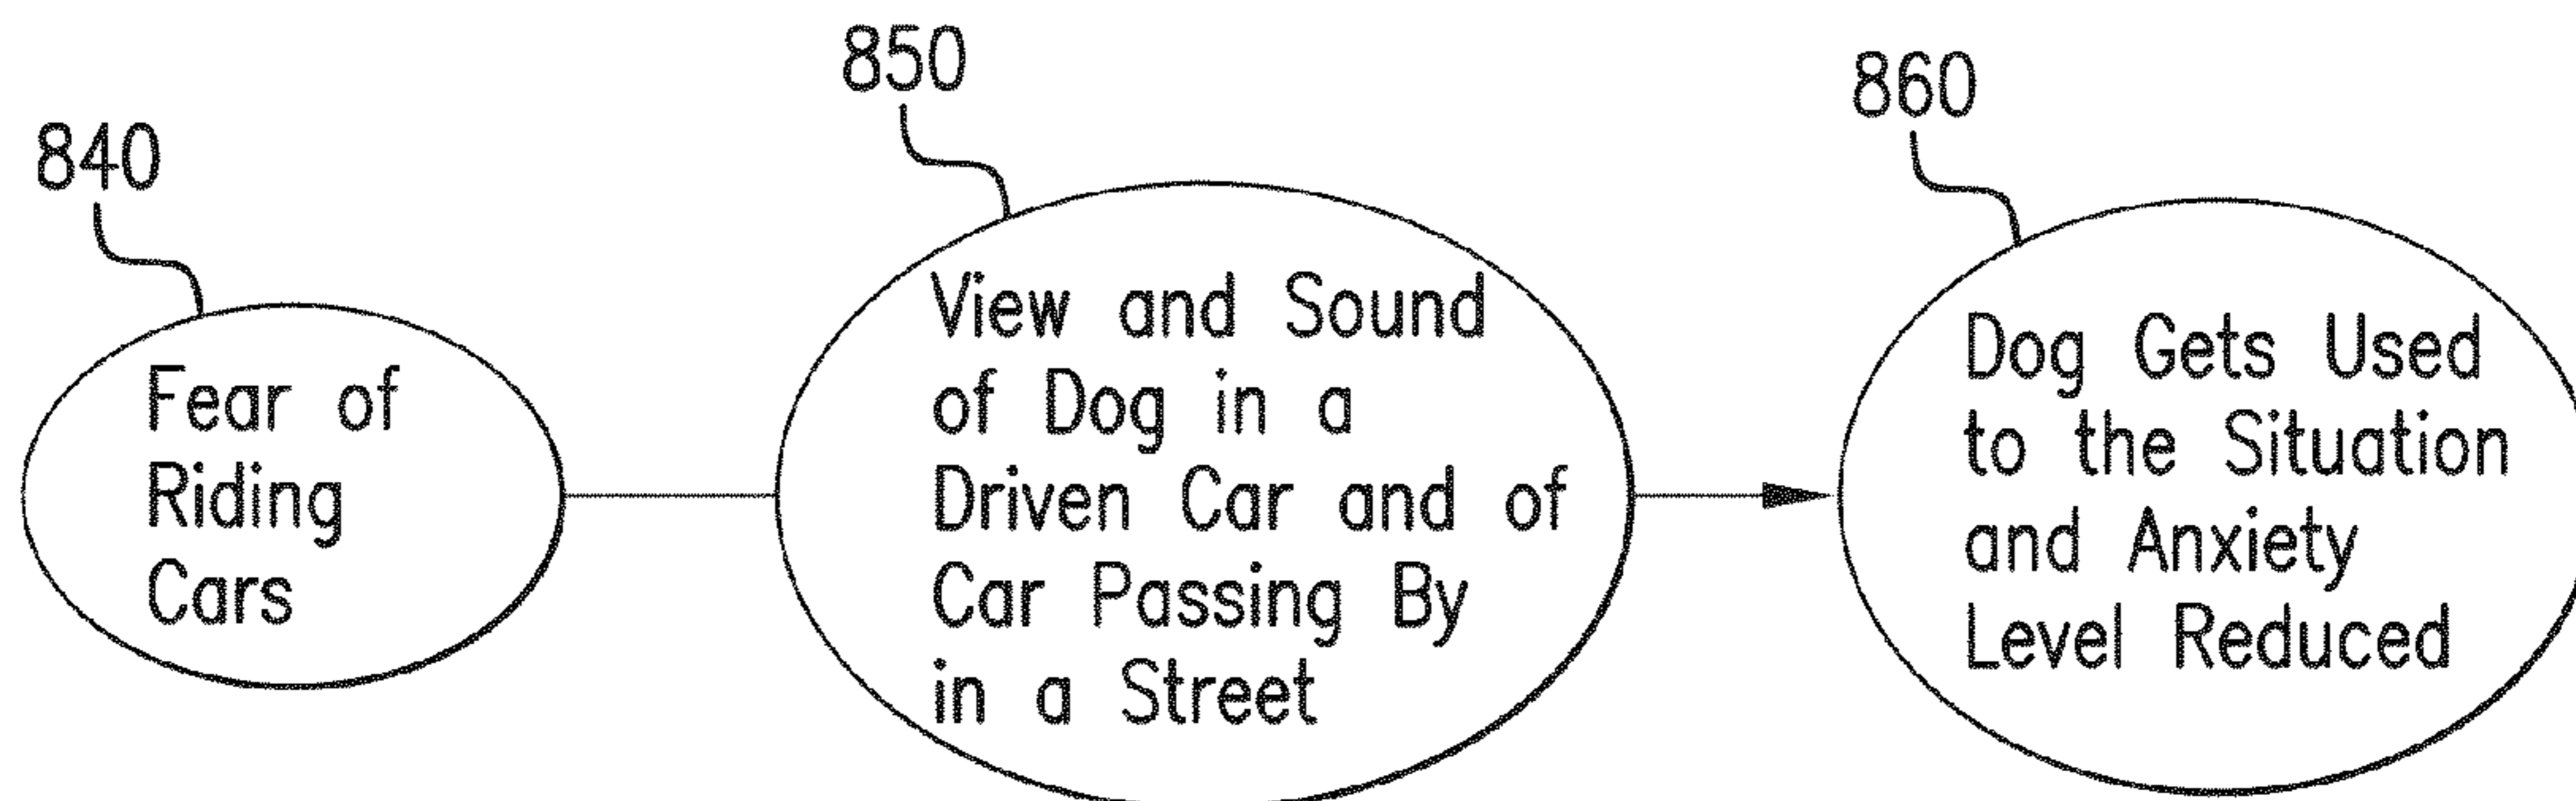 840
Fear of
Riding
Cars
850
View and Sound
of Dog in a
Driven Car and of
Car Passing By
in a Street
860
Dog Gets Used
to the Situation
and Anxiety
Level Reduced